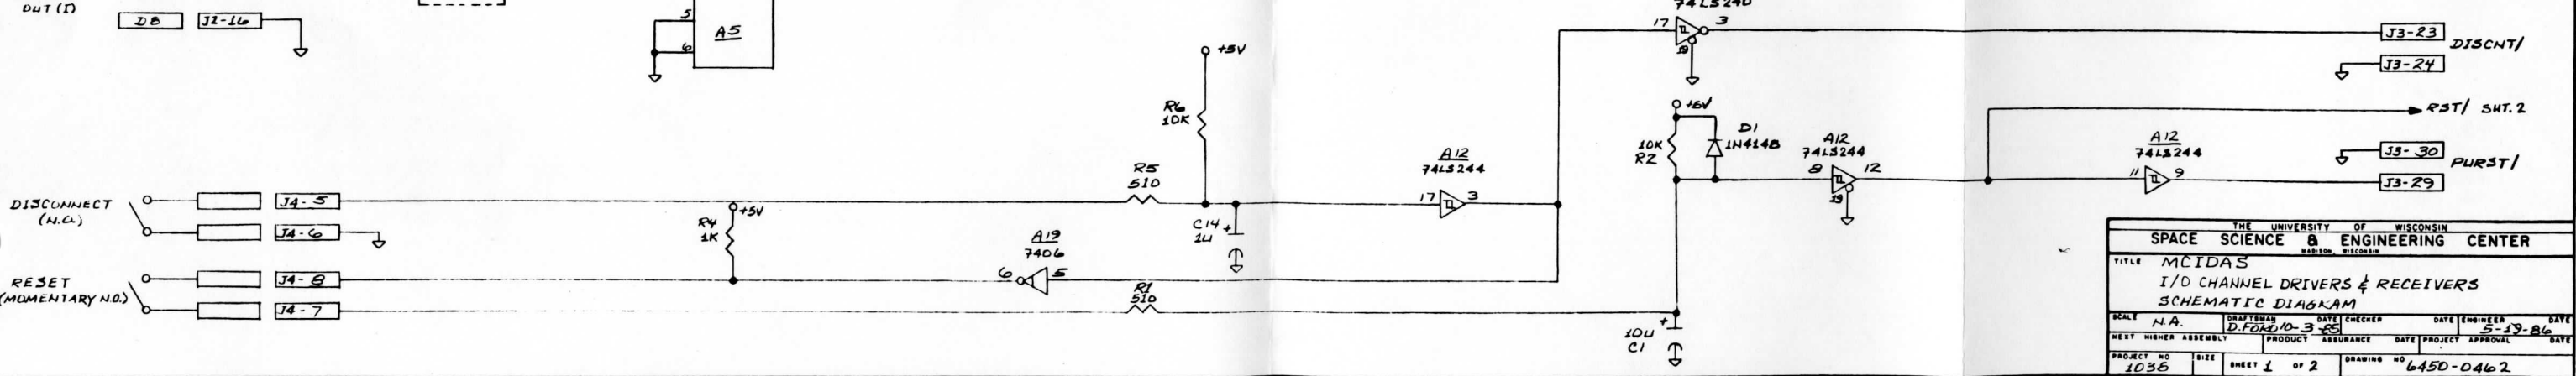 OUT (I)
D8
J2-16
5
6
A5
+5V
R6
10K
R5
510
DISCONNECT
(N.O.)
J4-5
J4-6
R4
1K
+5V
A19
7406
6
5
C14
+
1U
RESET
(MOMENTARY N.O.)
J4-8
J4-7
R1
510
A12
74LS244
17
3
74LS240
17
3
19
+5V
10K
R2
D1
1N4148
A12
74LS244
8
12
19
10U
C1
+
J3-23
DISCNT/
J3-24
RST/ SHT.2
A12
74LS244
11
9
J3-30
PURST/
J3-29
THE UNIVERSITY OF WISCONSIN
SPACE SCIENCE & ENGINEERING CENTER
MADISON, WISCONSIN
TITLE MCIDAS
I/O CHANNEL DRIVERS & RECEIVERS
SCHEMATIC DIAGRAM
SCALE N.A.
DRAFTSMAN DATE D.FORD 10-3-85
CHECKER DATE
ENGINEER DATE 5-19-86
NEXT HIGHER ASSEMBLY
PRODUCT ASSURANCE DATE
PROJECT APPROVAL DATE
PROJECT NO 1036
SIZE
SHEET 1 OF 2
DRAWING NO 6450-0462